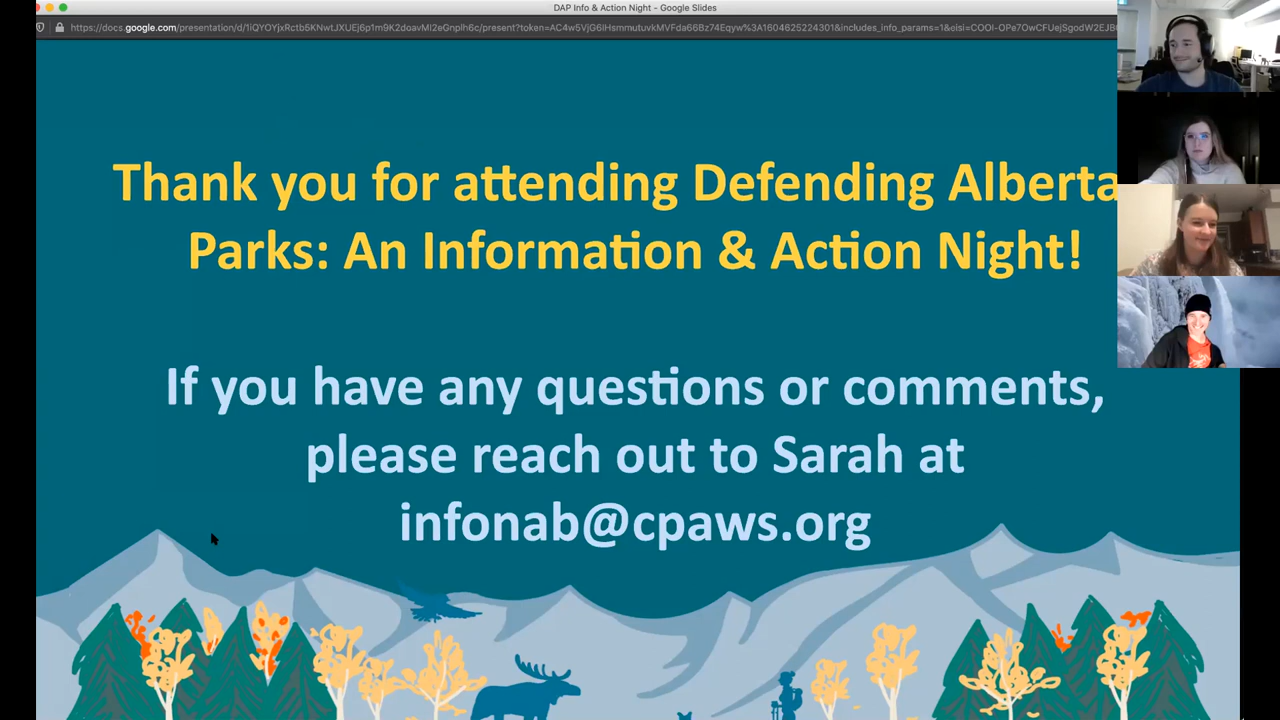 DAP Info & Action Night - Google Slides
Thank you for attending Defending Alberta
Parks: An Information & Action Night!
If you have any questions or comments,
please reach out to Sarah at
infonab@cpaws.org